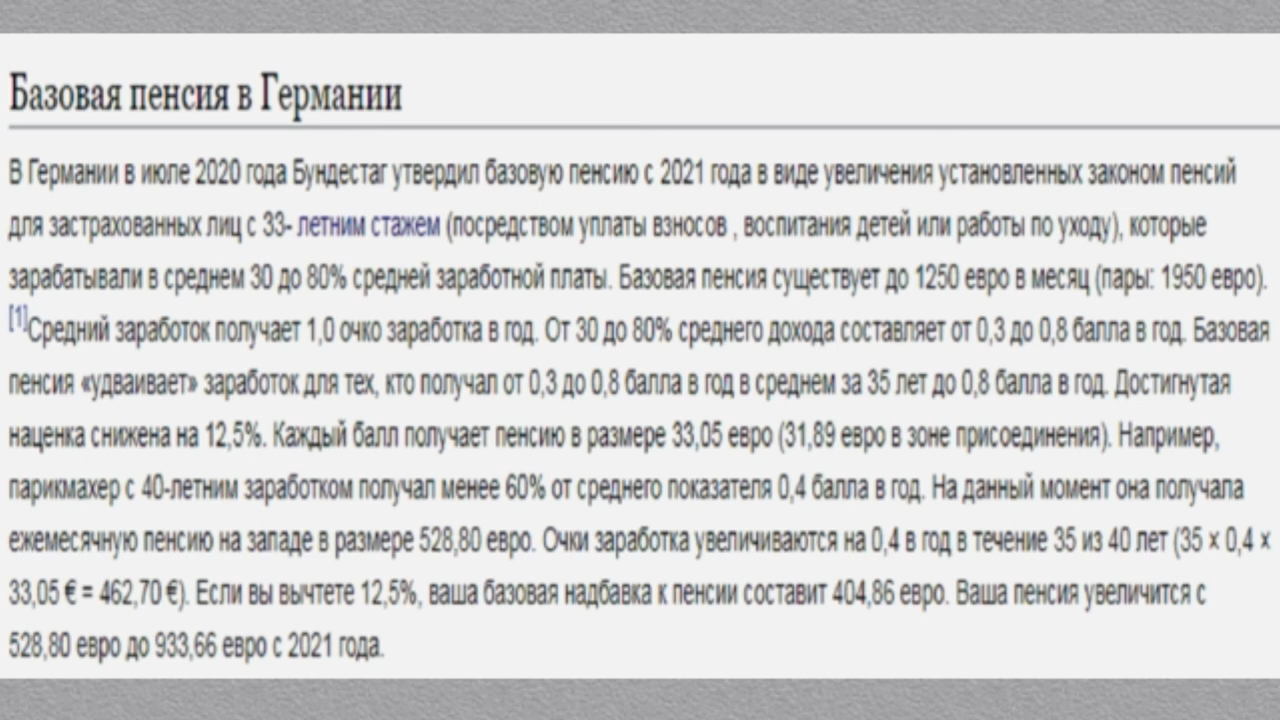 Базовая пенсия в Германии
В Германии в июле 2020 года Бундестаг утвердил базовую пенсию с 2021 года в виде увеличения установленных законом пенсий
для застрахованных лиц с 33- летним стажем (посредством уплаты взносов , воспитания детей или работы по уходу), которые
зарабатывали в среднем 30 до 80% средней заработной платы. Базовая пенсия существует до 1250 евро в месяц (пары: 1950 евро).
[1]Средний заработок получает 1,0 очко заработка в год. От 30 до 80% среднего дохода составляет от 0,3 до 0,8 балла в год. Базовая
пенсия «удваивает» заработок для тех, кто получал от 0,3 до 0,8 балла в год в среднем за 35 лет до 0,8 балла в год. Достигнутая
наценка снижена на 12,5%. Каждый балл получает пенсию в размере 33,05 евро (31,89 евро в зоне присоединения). Например,
парикмахер с 40-летним заработком получал менее 60% от среднего показателя 0,4 балла в год. На данный момент она получала
ежемесячную пенсию на западе в размере 528,80 евро. Очки заработка увеличиваются на 0,4 в год в течение 35 из 40 лет (35 × 0,4 ×
33,05 € = 462,70 €). Если вы вычтете 12,5%, ваша базовая надбавка к пенсии составит 404,86 евро. Ваша пенсия увеличится с
528,80 евро до 933,66 евро с 2021 года.